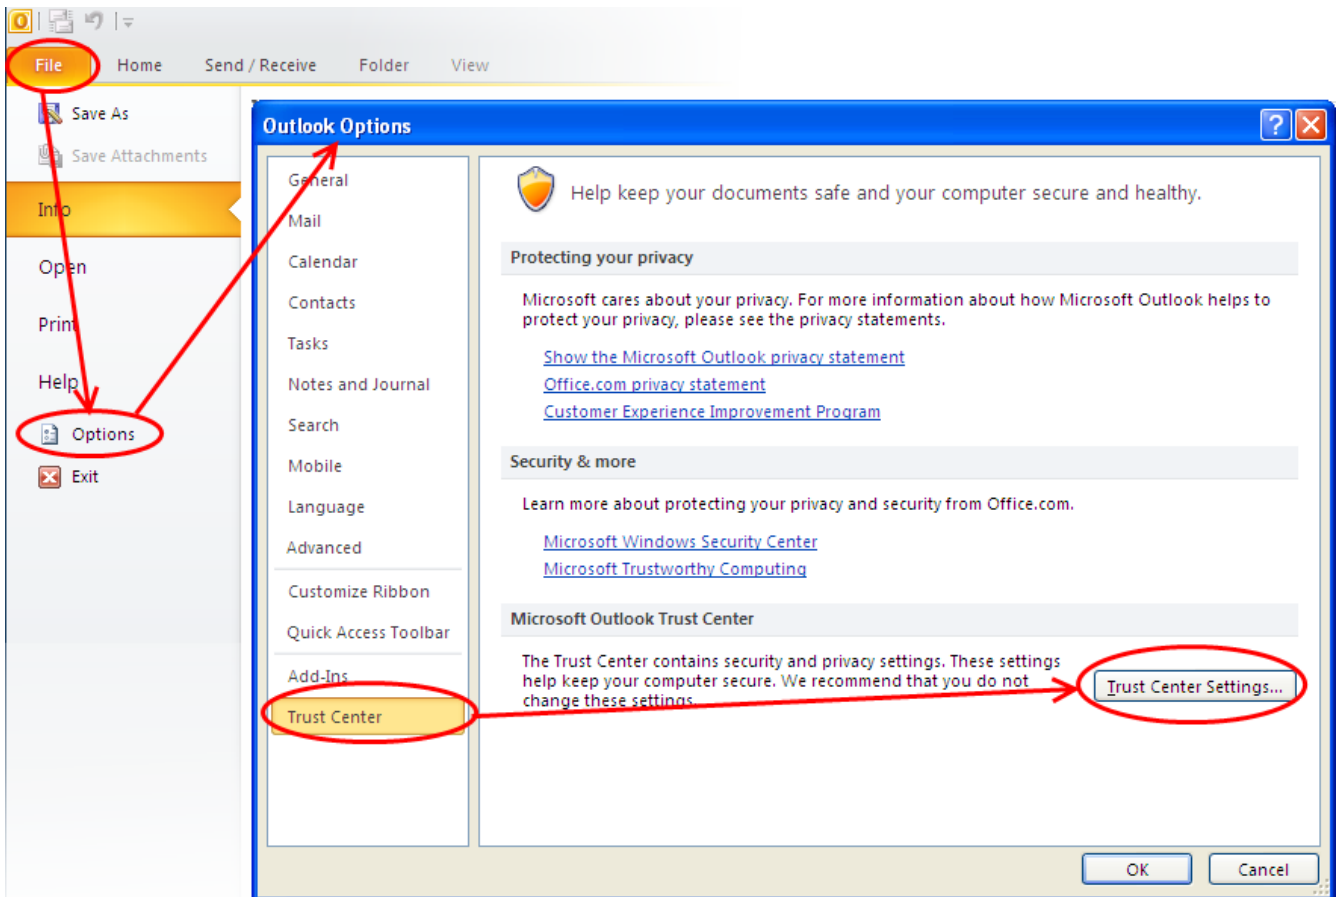 File Home Send / Receive Folder View
Save As
Save Attachments
Info
Open
Print
Help
Options
Exit
Outlook Options
General
Mail
Calendar
Contacts
Tasks
Notes and Journal
Search
Mobile
Language
Advanced
Customize Ribbon
Quick Access Toolbar
Add-Ins
Trust Center
Help keep your documents safe and your computer secure and healthy.
Protecting your privacy
Microsoft cares about your privacy. For more information about how Microsoft Outlook helps to
protect your privacy, please see the privacy statements.
Show the Microsoft Outlook privacy statement
Office.com privacy statement
Customer Experience Improvement Program
Security & more
Learn more about protecting your privacy and security from Office.com.
Microsoft Windows Security Center
Microsoft Trustworthy Computing
Microsoft Outlook Trust Center
The Trust Center contains security and privacy settings. These settings
help keep your computer secure. We recommend that you do not
change these settings.
Trust Center Settings...
OK Cancel